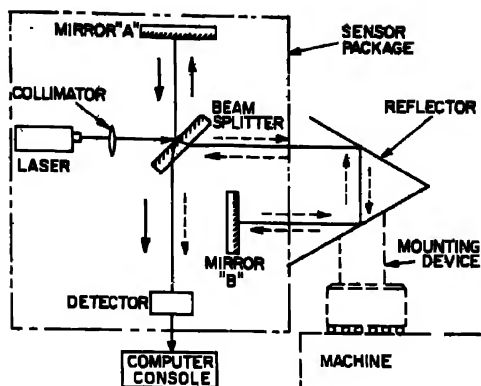 MIRROR "A"
SENSOR
PACKAGE
COLLIMATOR
BEAM
SPLITTER
REFLECTOR
LASER
MIRROR
"B"
MOUNTING
DEVICE
DETECTOR
COMPUTER
CONSOLE
MACHINE